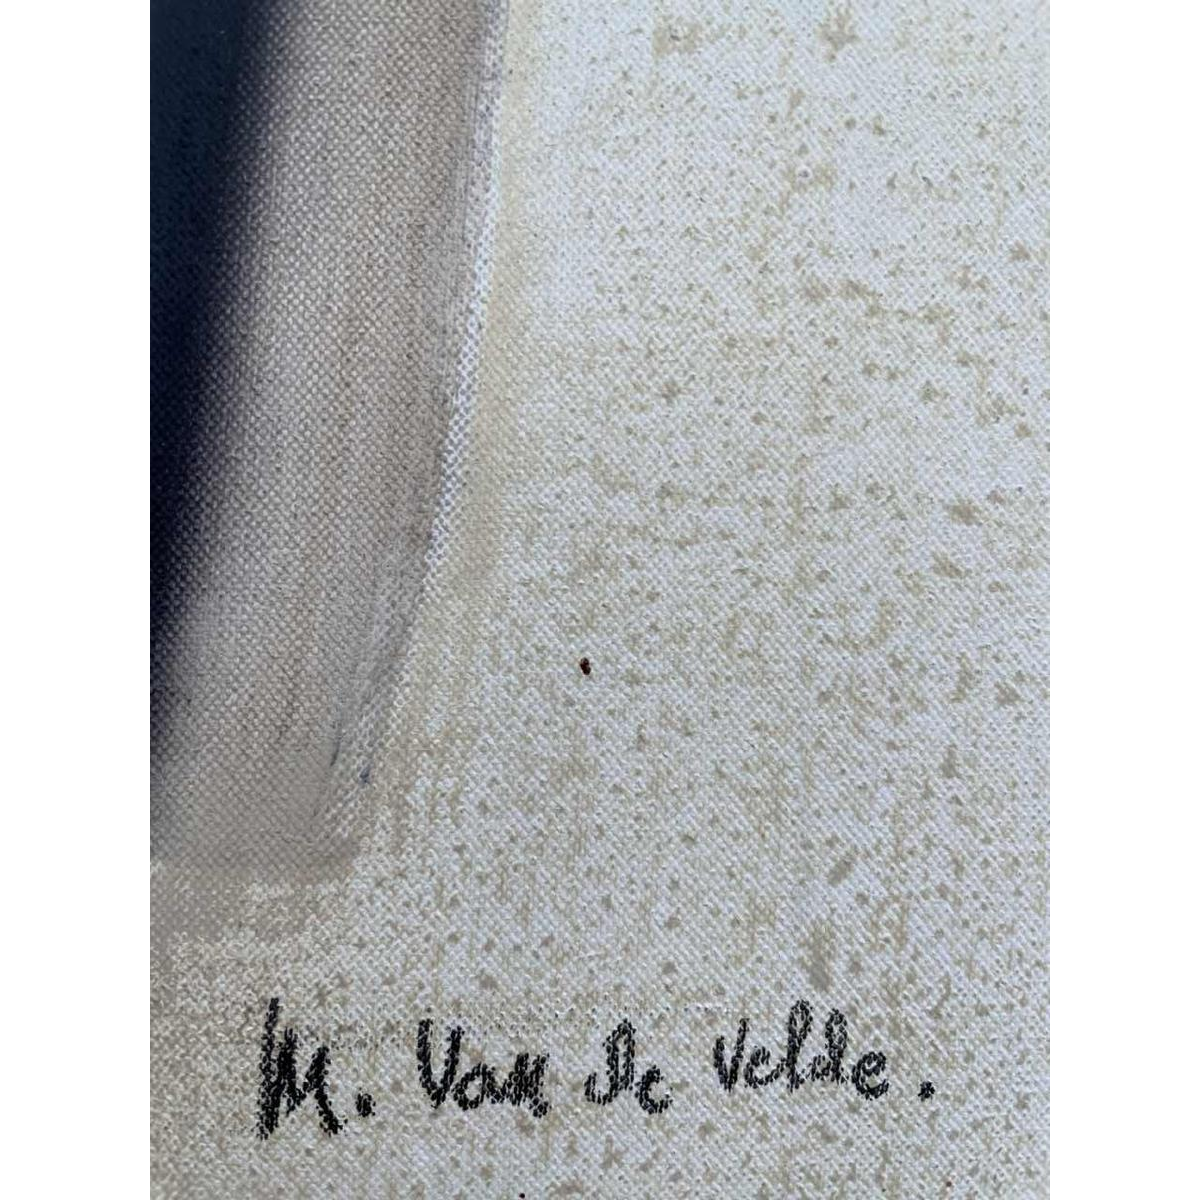 M. Van de Velde.